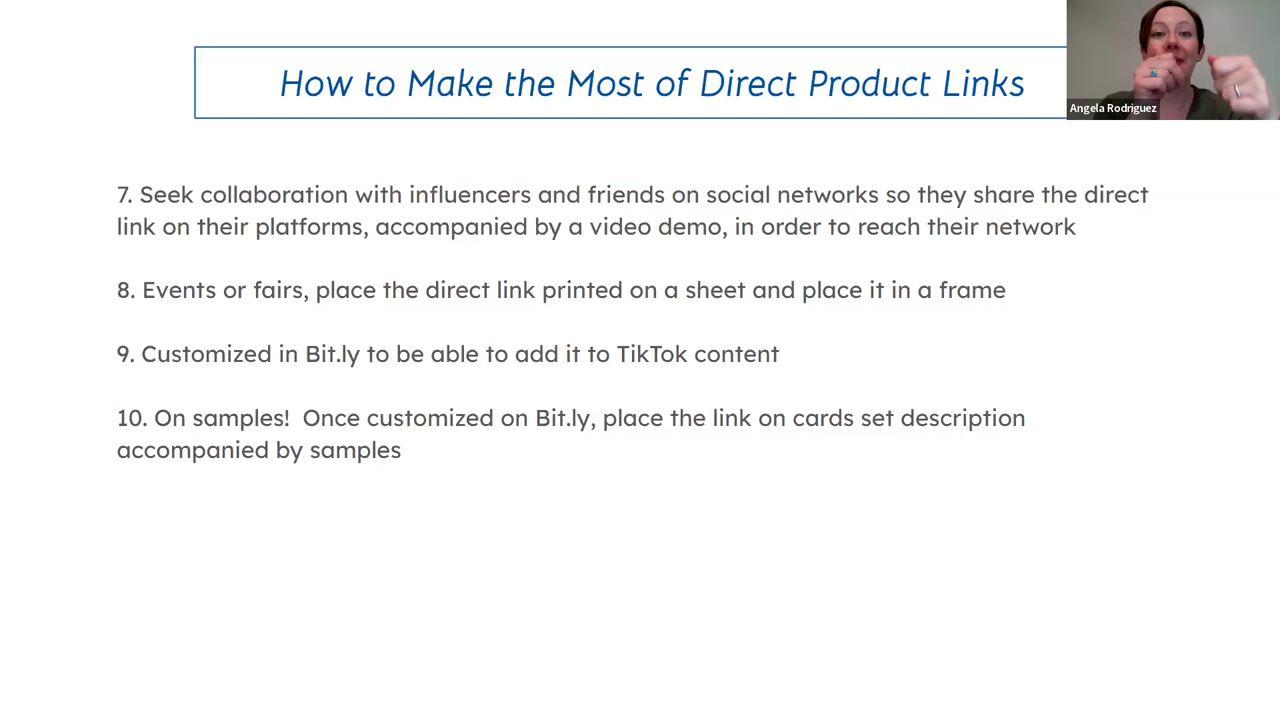 How to Make the Most of Direct Product Links
Angela Rodriguez
7. Seek collaboration with influencers and friends on social networks so they share the direct
link on their platforms, accompanied by a video demo, in order to reach their network
8. Events or fairs, place the direct link printed on a sheet and place it in a frame
9. Customized in Bit.ly to be able to add it to TikTok content
10. On samples!  Once customized on Bit.ly, place the link on cards set description
accompanied by samples